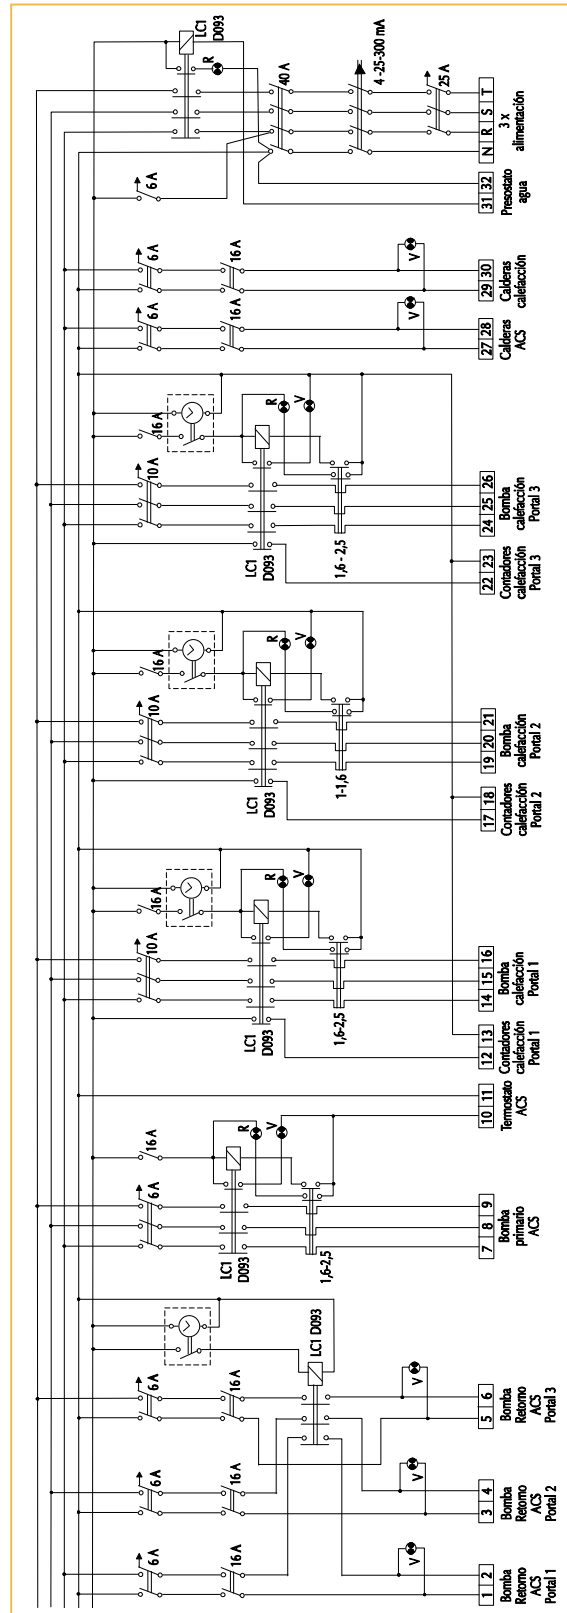 LC1
D093
R
40 A
4 -25-300 mA
25 A
T
S
R
N
3 x
alimentación
6 A
32
31
Presostato
agua
6 A
16 A
V
30
29
Calderas
calefacción
6 A
16 A
V
28
27
Calderas
ACS
16 A
R
V
10 A
LC1
D093
1,6 - 2,5
26
25
24
Bomba
calefacción
Portal 3
23
22
Contadores
calefacción
Portal 3
16 A
R
V
10 A
LC1
D093
1-1,6
21
20
19
Bomba
calefacción
Portal 2
18
17
Contadores
calefacción
Portal 2
16 A
R
V
10 A
LC1
D093
1,6-2,5
16
15
14
Bomba
calefacción
Portal 1
13
12
Contadores
calefacción
Portal 1
11
10
Termostato
ACS
16 A
R
V
6 A
LC1
D093
1,6-2,5
9
8
7
Bomba
primario
ACS
LC1 D093
6 A
16 A
V
6
5
Bomba
Retorno
ACS
Portal 3
6 A
16 A
V
4
3
Bomba
Retorno
ACS
Portal 2
6 A
16 A
V
2
1
Bomba
Retorno
ACS
Portal 1